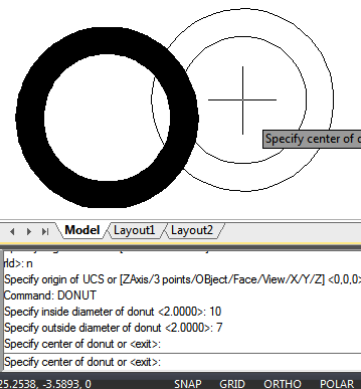 Specify center of
Model Layout1 Layout2
rld>: n
Specify origin of UCS or [ZAxis/3 points/OBject/Face/View/X/Y/Z] <0,0,0>
Command: DONUT
Specify inside diameter of donut <2.0000>: 10
Specify outside diameter of donut <2.0000>: 7
Specify center of donut or <exit>:
Specify center of donut or <exit>:
25.2538, -3.5893, 0 SNAP GRID ORTHO POLAR